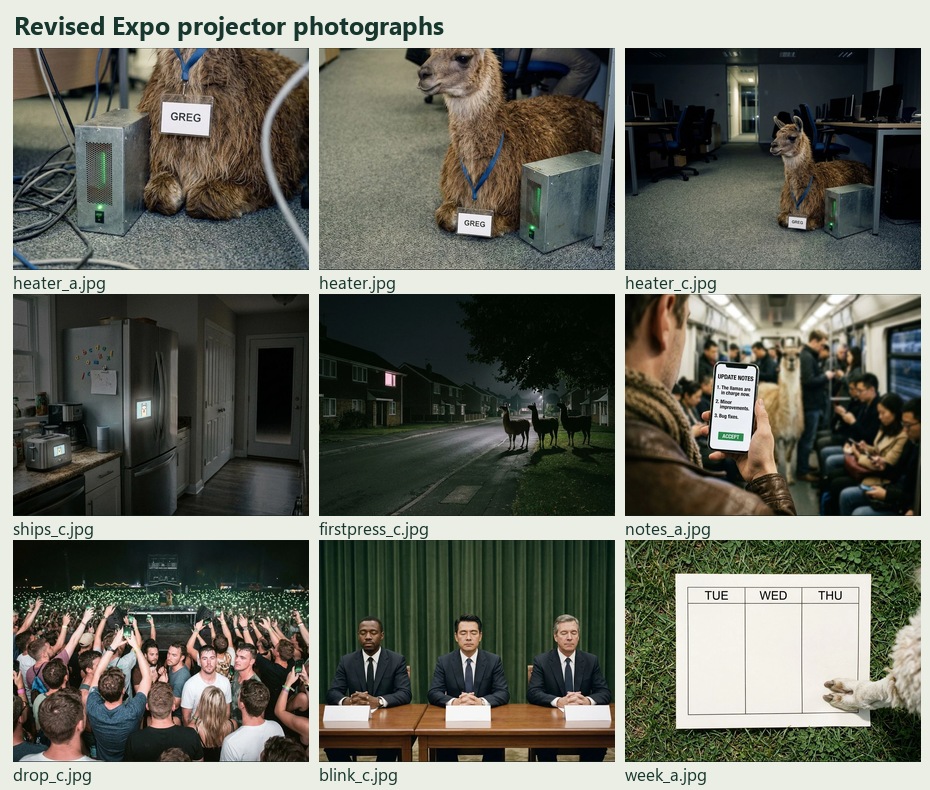 Revised Expo projector photographs
GREG
GREG
GREG
heater_a.jpg
heater.jpg
heater_c.jpg
UPDATE NOTES
1. The llamas are
in charge now.
2. Minor
improvements.
3. Bug fixes.
ACCEPT
ships_c.jpg
firstpress_c.jpg
notes_a.jpg
TUE
WED
THU
drop_c.jpg
blink_c.jpg
week_a.jpg